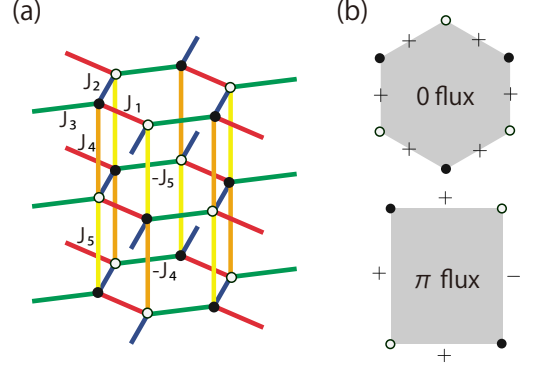 (a)
(b)
J₂
J₁
J₃
J₄
-J₅
J₅
-J₄
+ +
+ 0 flux +
+ +
+
+ π flux −
+